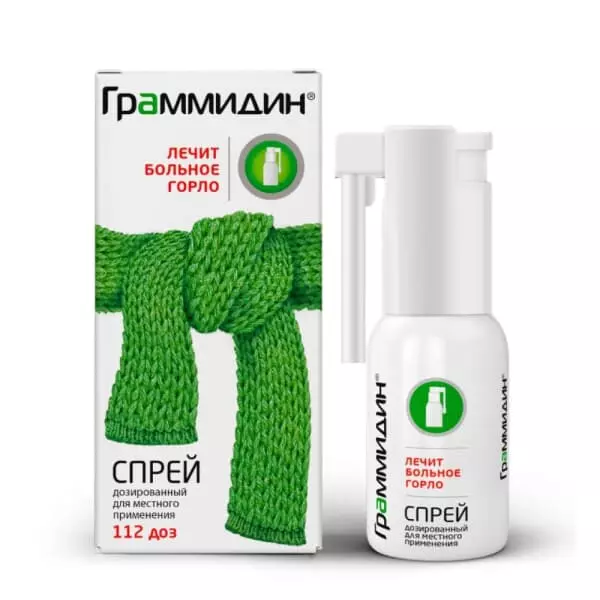 Граммидин®
ЛЕЧИТ
БОЛЬНОЕ
ГОРЛО
СПРЕЙ
дозированный
для местного
применения
112 доз
Граммидин®
ЛЕЧИТ
БОЛЬНОЕ
ГОРЛО
СПРЕЙ
дозированный
для местного
применения